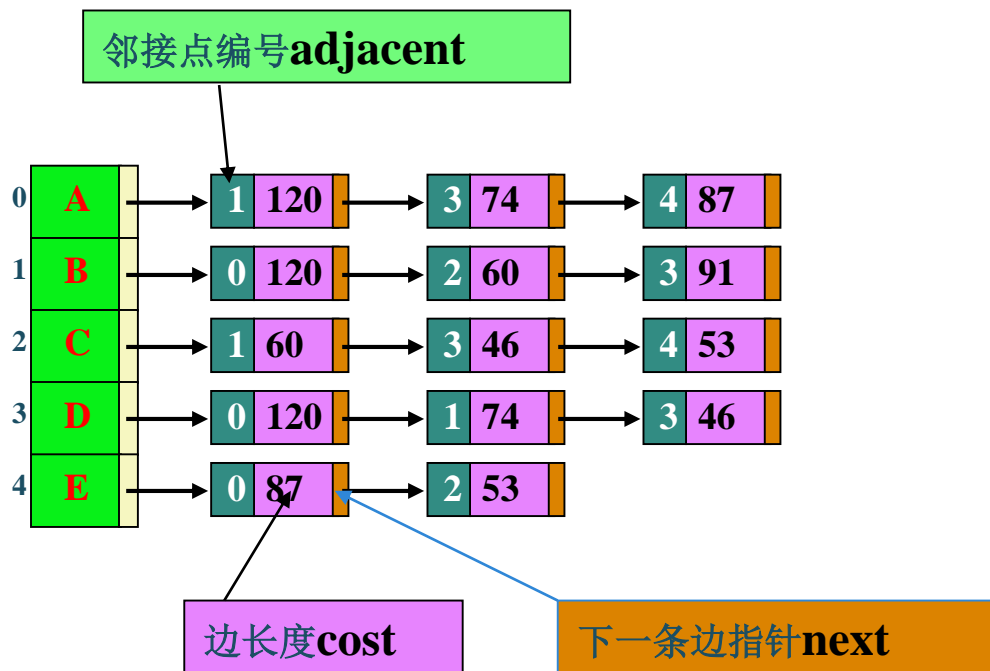 邻接点编号adjacent
0 A 1 120 3 74 4 87
1 B 0 120 2 60 3 91
2 C 1 60 3 46 4 53
3 D 0 120 1 74 3 46
4 E 0 87 2 53
边长度cost 下一条边指针next